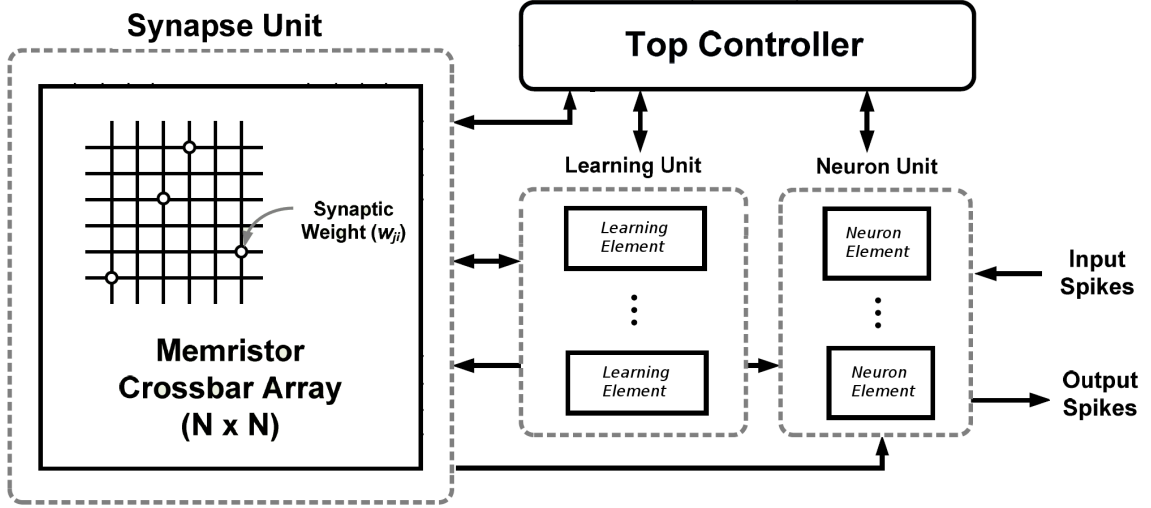 Synapse Unit
Top Controller
Learning Unit
Neuron Unit
Synaptic
Weight (wji)
Learning
Element
Neuron
Element
Input
Spikes
Memristor
Crossbar Array
(N x N)
Learning
Element
Neuron
Element
Output
Spikes